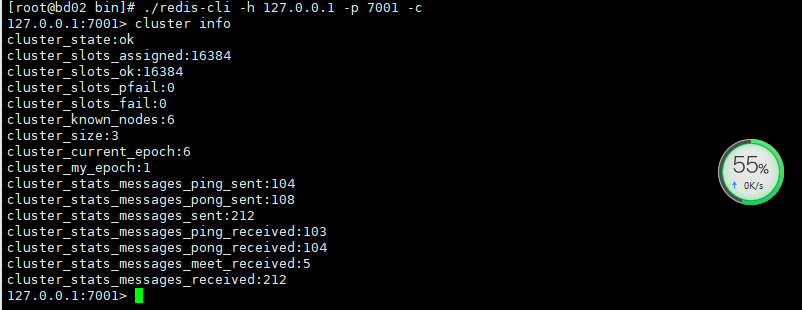 [root@bd02 bin]# ./redis-cli -h 127.0.0.1 -p 7001 -c
127.0.0.1:7001> cluster info
cluster_state:ok
cluster_slots_assigned:16384
cluster_slots_ok:16384
cluster_slots_pfail:0
cluster_slots_fail:0
cluster_known_nodes:6
cluster_size:3
cluster_current_epoch:6
cluster_my_epoch:1
cluster_stats_messages_ping_sent:104
cluster_stats_messages_pong_sent:108
cluster_stats_messages_sent:212
cluster_stats_messages_ping_received:103
cluster_stats_messages_pong_received:104
cluster_stats_messages_meet_received:5
cluster_stats_messages_received:212
127.0.0.1:7001>
55%
↑ 0K/s